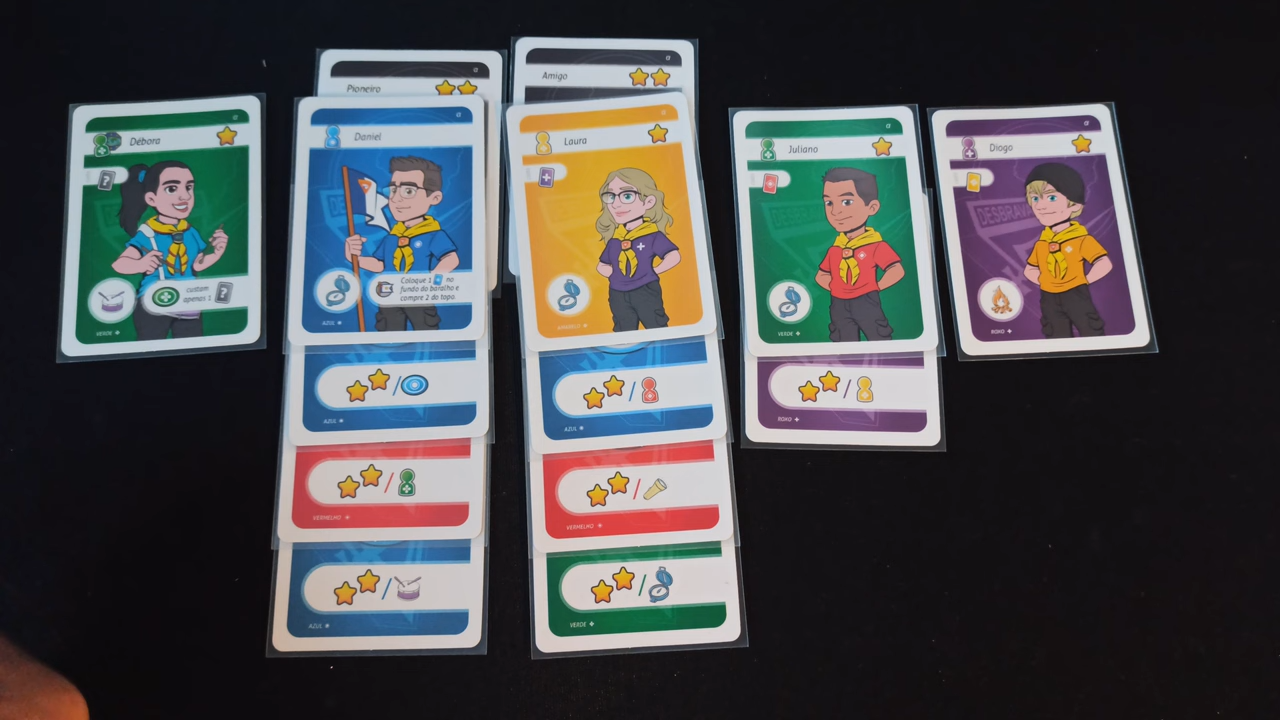 Pioneiro
Amigo
Débora
custam
apenas 1
?
?
VERDE
Daniel
Coloque 1 no
fundo do baralho e
compre 2 do topo.
AZUL
Laura
AMARELO
Juliano
VERDE
Diogo
DESBRAVA
ROXO
/
AZUL
/
AZUL
/
ROXO
/
VERMELHO
/
VERMELHO
/
AZUL
/
VERDE